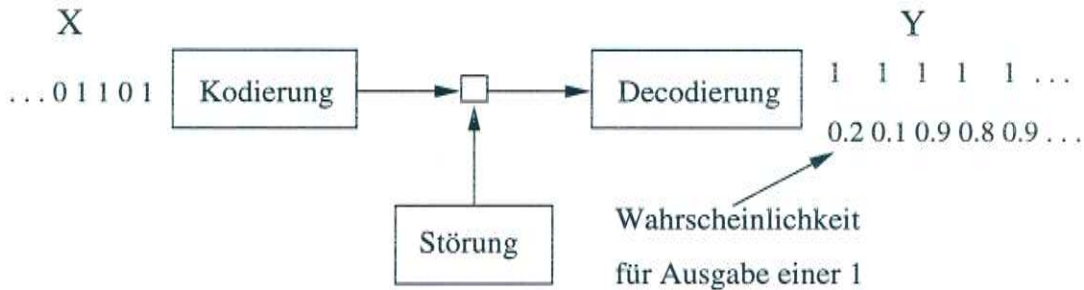 X
. . . 0 1 1 0 1
Kodierung
Störung
Decodierung
Y
1 1 1 1 1 . . .
0.2 0.1 0.9 0.8 0.9 . . .
Wahrscheinlichkeit
für Ausgabe einer 1